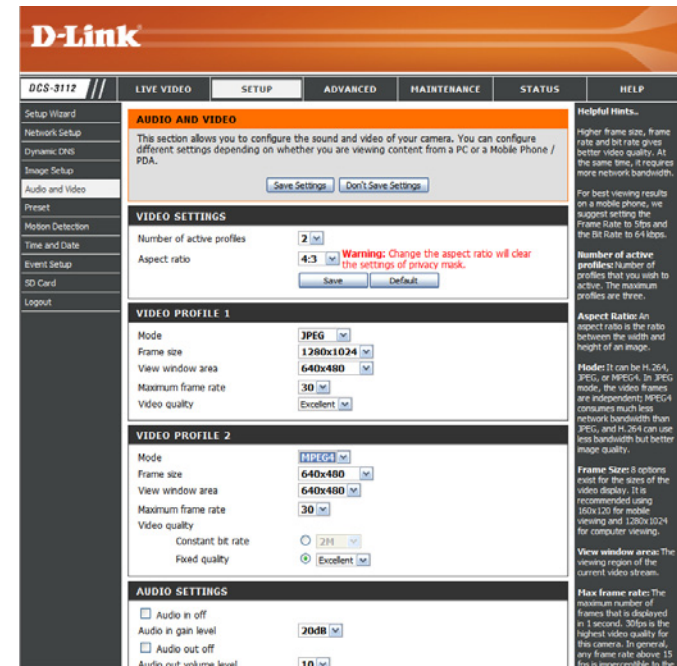 D-Link
DCS-3112 // LIVE VIDEO SETUP ADVANCED MAINTENANCE STATUS HELP
Setup Wizard
Network Setup
Dynamic DNS
Image Setup
Audio and Video
Preset
Motion Detection
Time and Date
Event Setup
SD Card
Logout
AUDIO AND VIDEO
This section allows you to configure the sound and video of your camera. You can configure
different settings depending on whether you are viewing content from a PC or a Mobile Phone /
PDA.
Save Settings Don't Save Settings
VIDEO SETTINGS
Number of active profiles 2
Aspect ratio 4:3 Warning: Change the aspect ratio will clear
the settings of privacy mask.
Save Default
VIDEO PROFILE 1
Mode JPEG
Frame size 1280x1024
View window area 640x480
Maximum frame rate 30
Video quality Excellent
VIDEO PROFILE 2
Mode MPEG4
Frame size 640x480
View window area 640x480
Maximum frame rate 30
Video quality
Constant bit rate 2M
Fixed quality Excellent
AUDIO SETTINGS
Audio in off
Audio in gain level 20dB
Audio out off
Audio out volume level 10
Helpful Hints..
Higher frame size, frame
rate and bit rate gives
better video quality. At
the same time, it requires
more network bandwidth.
For best viewing results
on a mobile phone, we
suggest setting the
Frame Rate to 5fps and
the Bit Rate to 64 kbps.
Number of active
profiles: Number of
profiles that you wish to
active. The maximum
profiles are three.
Aspect Ratio: An
aspect ratio is the ratio
between the width and
height of an image.
Mode: It can be H.264,
JPEG, or MPEG4. In JPEG
mode, the video frames
are independent; MPEG4
consumes much less
network bandwidth than
JPEG, and H.264 can use
less bandwidth but better
image quality.
Frame Size: 8 options
exist for the sizes of the
video display. It is
recommended using
160x120 for mobile
viewing and 1280x1024
for computer viewing.
View window area: The
viewing region of the
current video stream.
Max frame rate: The
maximum number of
frames that is displayed
in 1 second. 30fps is the
highest video quality for
this camera. In general,
any frame rate above 15
fps is imperceptible to the